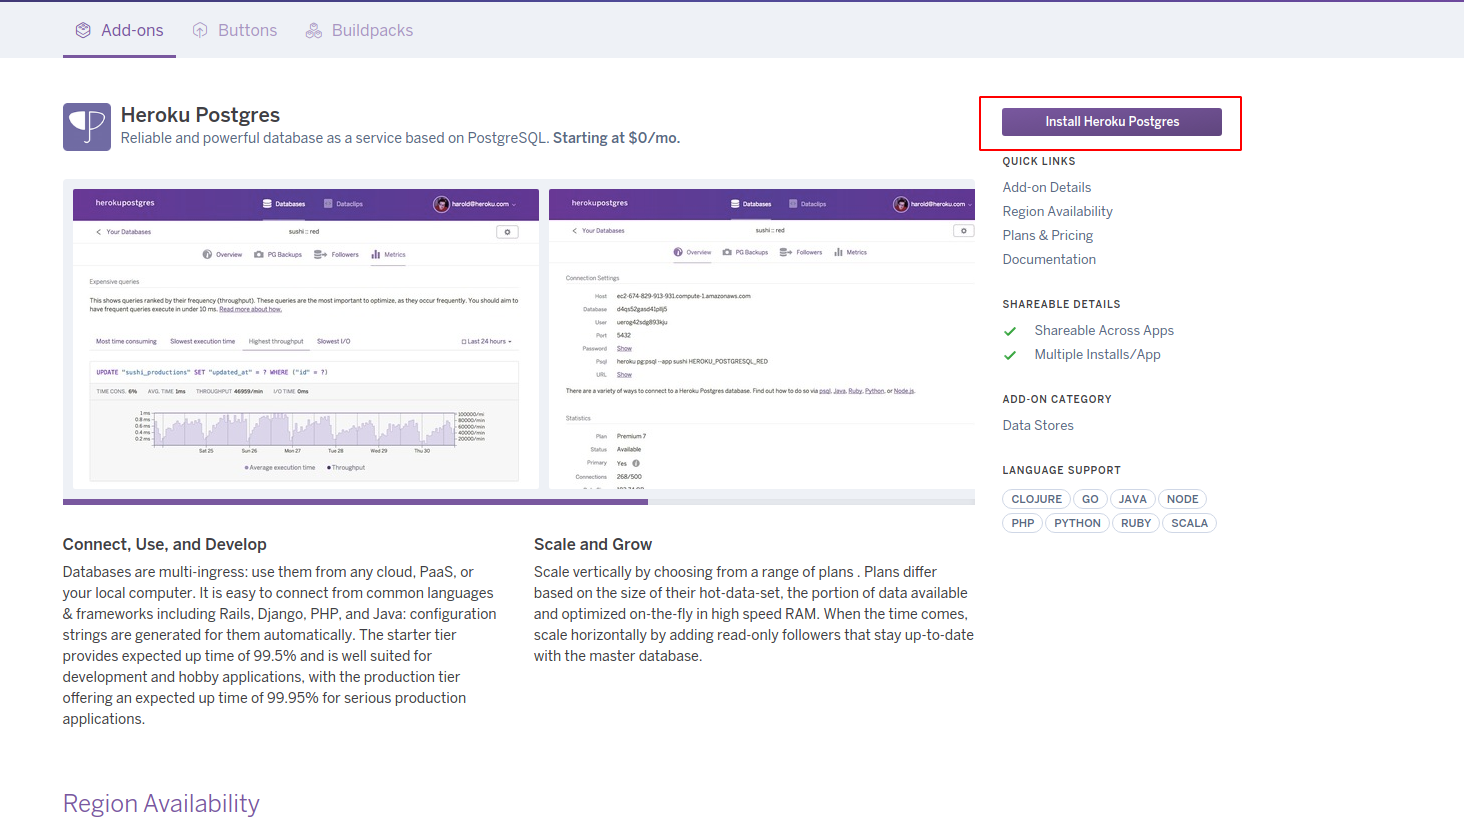 Add-ons Buttons Buildpacks
Heroku Postgres
Reliable and powerful database as a service based on PostgreSQL. Starting at $0/mo.
Install Heroku Postgres
QUICK LINKS
Add-on Details
Region Availability
Plans & Pricing
Documentation
SHAREABLE DETAILS
Shareable Across Apps
Multiple Installs/App
ADD-ON CATEGORY
Data Stores
LANGUAGE SUPPORT
CLOJURE GO JAVA NODE
PHP PYTHON RUBY SCALA
herokupostgres Databases Dataclips harold@heroku.com
Your Databases sushi :: red
Overview PG Backups Followers Metrics
Expensive queries
This shows queries ranked by their frequency (throughput). These queries are the most important to optimize, as they occur frequently. You should aim to
have frequent queries execute in under 10 ms. Read more about how.
Most time consuming Slowest execution time Highest throughput Slowest I/O Last 24 hours
UPDATE "sushi_productions" SET "updated_at" = ? WHERE ("id" = ?)
TIME CONS. 6% AVG. TIME 1ms THROUGHPUT 46959/min I/O TIME 0ms
1 ms
0.8 ms
0.6 ms
0.4 ms
0.2 ms
100000/mi
80000/min
60000/min
40000/min
20000/min
Sat 25 Sun 26 Mon 27 Tue 28 Wed 29 Thu 30
Average execution time Throughput
herokupostgres Databases Dataclips harold@heroku.com
Your Databases sushi :: red
Overview PG Backups Followers Metrics
Connection Settings
Host ec2-674-829-913-931.compute-1.amazonaws.com
Database d4qs52gasd41pllj5
User uerog42sdg893kju
Port 5432
Password Show
Psql heroku pg:psql --app sushi HEROKU_POSTGRESQL_RED
URL Show
There are a variety of ways to connect to a Heroku Postgres database. Find out how to do so via psql, Java, Ruby, Python, or Node.js.
Statistics
Plan Premium 7
Status Available
Primary Yes
Connections 268/500
Connect, Use, and Develop
Databases are multi-ingress: use them from any cloud, PaaS, or
your local computer. It is easy to connect from common languages
& frameworks including Rails, Django, PHP, and Java: configuration
strings are generated for them automatically. The starter tier
provides expected up time of 99.5% and is well suited for
development and hobby applications, with the production tier
offering an expected up time of 99.95% for serious production
applications.
Scale and Grow
Scale vertically by choosing from a range of plans . Plans differ
based on the size of their hot-data-set, the portion of data available
and optimized on-the-fly in high speed RAM. When the time comes,
scale horizontally by adding read-only followers that stay up-to-date
with the master database.
Region Availability